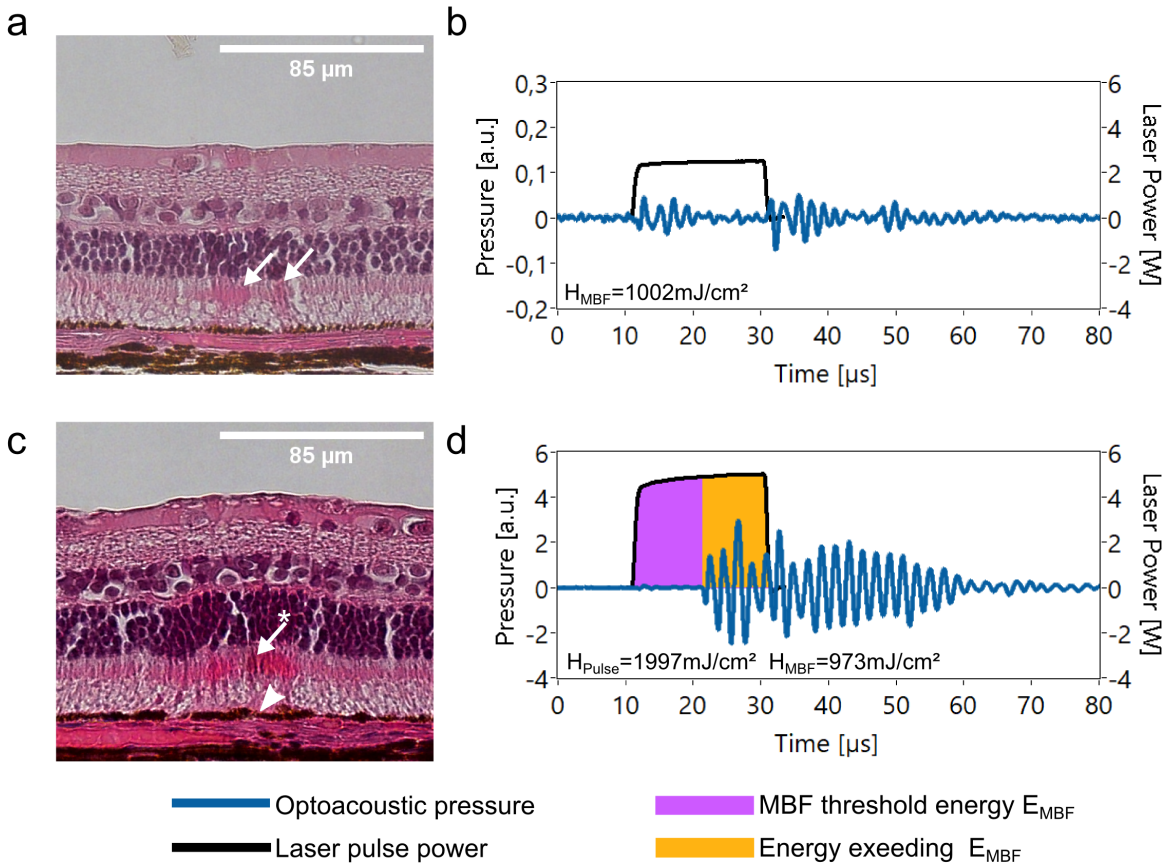 a
85 µm
b
0,3
0,2
0,1
0
-0,1
-0,2
Pressure [a.u.]
6
4
2
0
-2
-4
Laser Power [W]
H_MBF=1002mJ/cm²
0 10 20 30 40 50 60 70 80
Time [µs]
c
85 µm
*
d
6
4
2
0
-2
-4
Pressure [a.u.]
6
4
2
0
-2
-4
Laser Power [W]
H_Pulse=1997mJ/cm² H_MBF=973mJ/cm²
0 10 20 30 40 50 60 70 80
Time [µs]
Optoacoustic pressure
MBF threshold energy E_MBF
Laser pulse power
Energy exeeding E_MBF